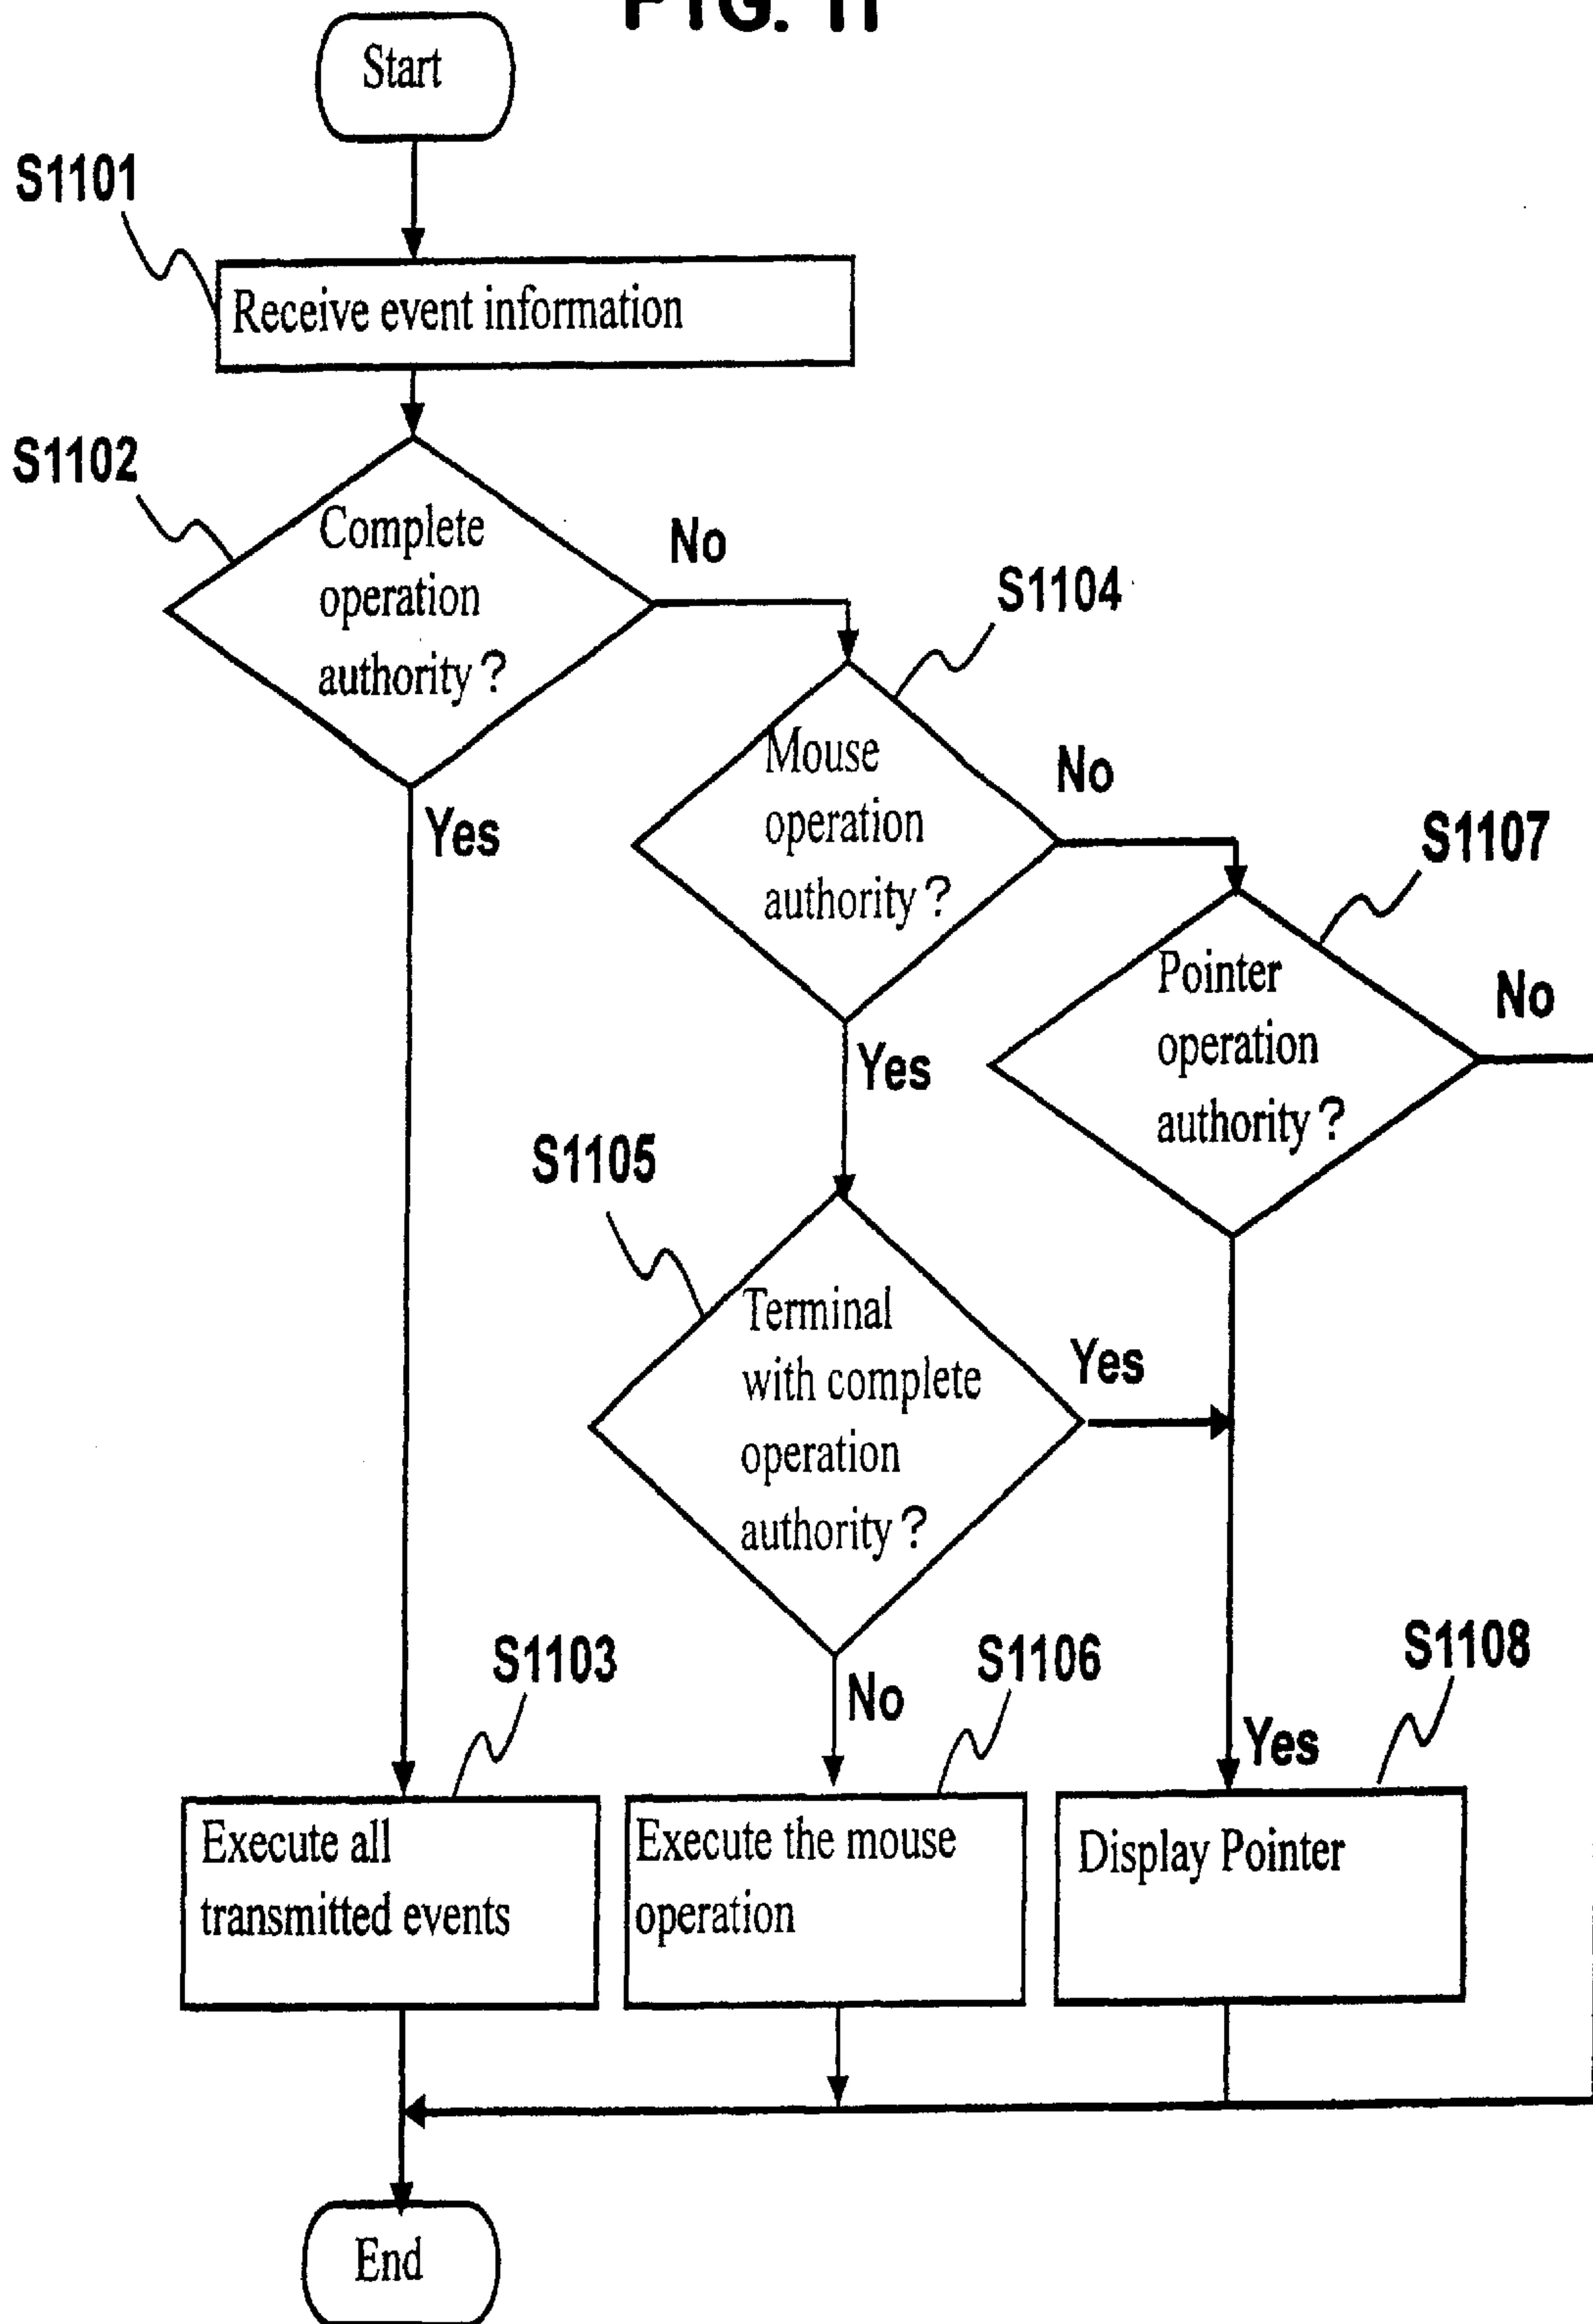 FIG. 11
Start
S1101
Receive event information
S1102
Complete
operation
authority?
No
Yes
S1104
Mouse
operation
authority?
No
Yes
S1107
Pointer
operation
authority?
No
S1105
Terminal
with complete
operation
authority?
Yes
No
Yes
S1103
Execute all
transmitted events
S1106
Execute the mouse
operation
S1108
Display Pointer
End